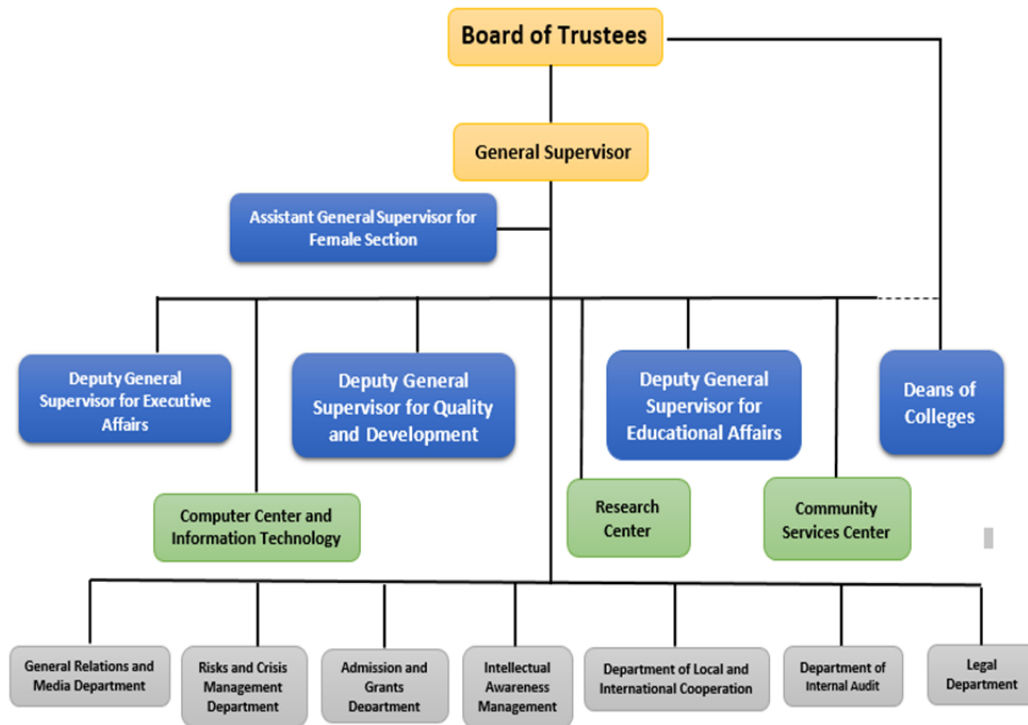 Board of Trustees
General Supervisor
Assistant General Supervisor for
Female Section
Deputy General
Supervisor for Executive
Affairs
Deputy General
Supervisor for Quality
and Development
Deputy General
Supervisor for
Educational Affairs
Deans of
Colleges
Computer Center and
Information Technology
Research
Center
Community
Services Center
General Relations and
Media Department
Risks and Crisis
Management
Department
Admission and
Grants
Department
Intellectual
Awareness
Management
Department of Local and
International Cooperation
Department of
Internal Audit
Legal
Department